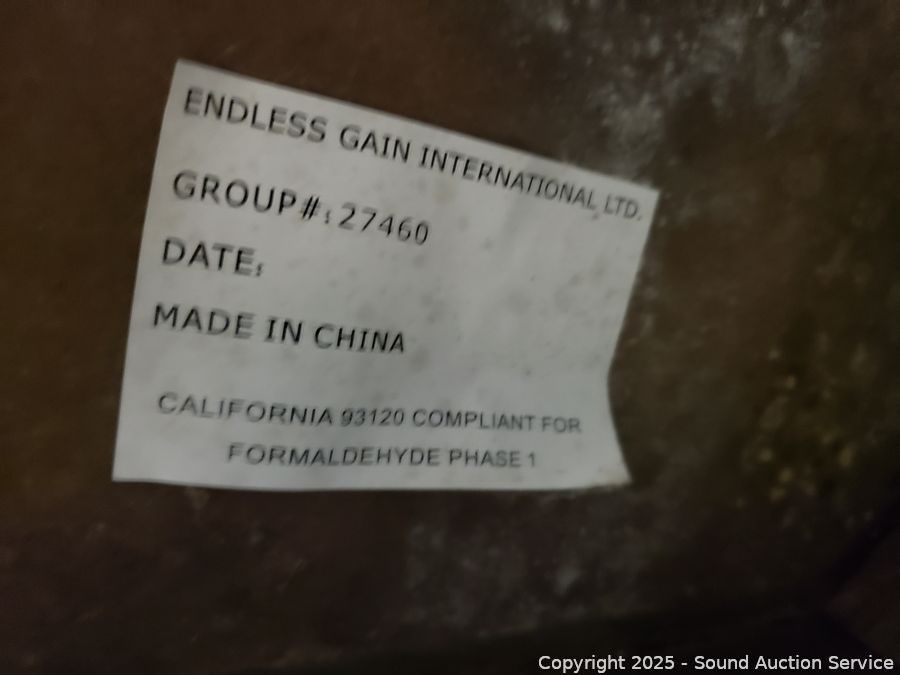 ENDLESS GAIN INTERNATIONAL LTD.
GROUP#:27460
DATE:
MADE IN CHINA
CALIFORNIA 93120 COMPLIANT FOR
FORMALDEHYDE PHASE 1
Copyright 2025 - Sound Auction Service